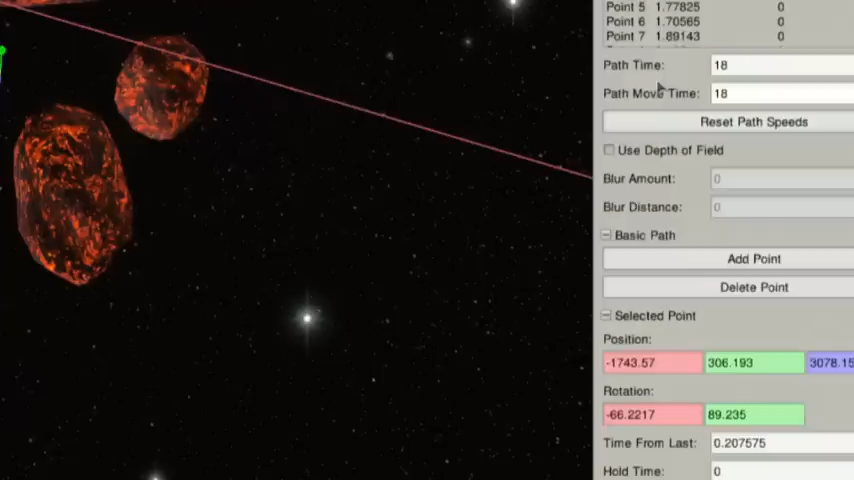 Point 5 1.77825 0
Point 6 1.70565 0
Point 7 1.89143 0
Path Time: 18
Path Move Time: 18
Reset Path Speeds
Use Depth of Field
Blur Amount: 0
Blur Distance: 0
Basic Path
Add Point
Delete Point
Selected Point
Position:
-1743.57 306.193 3078.15
Rotation:
-66.2217 89.235
Time From Last: 0.207575
Hold Time: 0